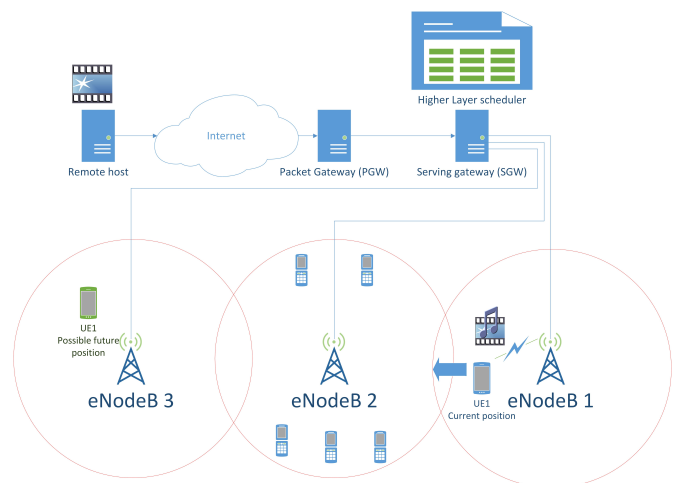 Higher Layer scheduler
Internet
Remote host
Packet Gateway (PGW)
Serving gateway (SGW)
UE1
Possible future
position
eNodeB 3
eNodeB 2
UE1
Current position
eNodeB 1